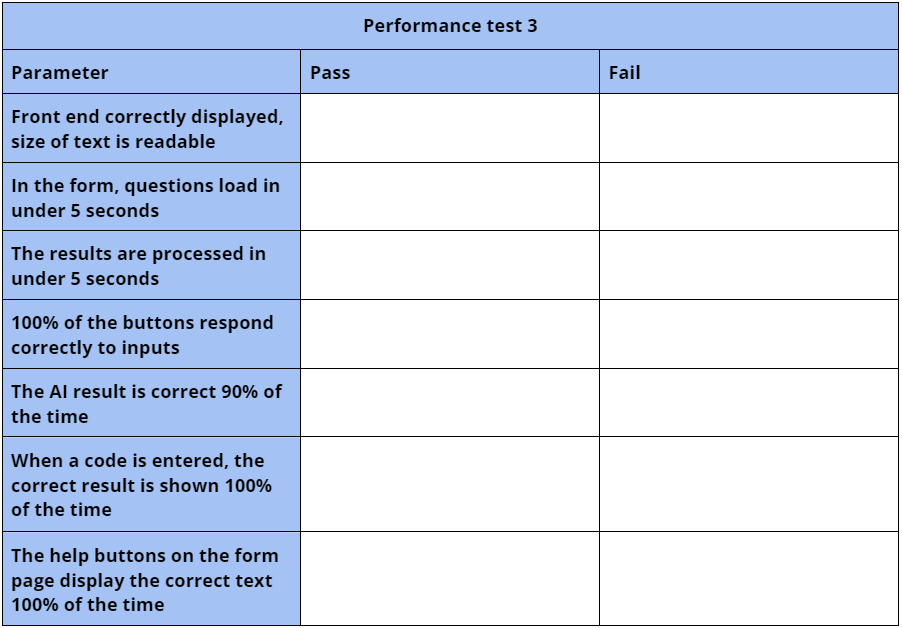 Performance test 3
Parameter
Pass
Fail
Front end correctly displayed,
size of text is readable
In the form, questions load in
under 5 seconds
The results are processed in
under 5 seconds
100% of the buttons respond
correctly to inputs
The AI result is correct 90% of
the time
When a code is entered, the
correct result is shown 100%
of the time
The help buttons on the form
page display the correct text
100% of the time